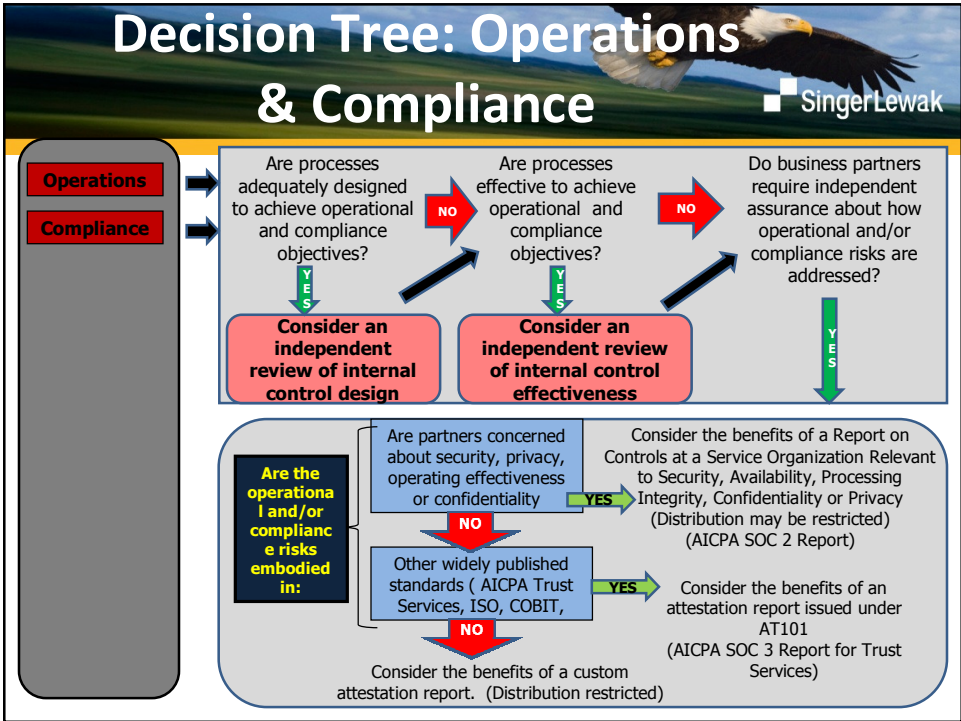 Decision Tree: Operations
& Compliance
SingerLewak
Operations
Compliance
Are processes
adequately designed
to achieve operational
and compliance
objectives?
NO
Are processes
effective to achieve
operational and
compliance
objectives?
NO
Do business partners
require independent
assurance about how
operational and/or
compliance risks are
addressed?
YES
YES
YES
Consider an
independent
review of internal
control design
Consider an
independent review
of internal control
effectiveness
Are the
operationa
l and/or
complianc
e risks
embodied
in:
Are partners concerned
about security, privacy,
operating effectiveness
or confidentiality
YES
Consider the benefits of a Report on
Controls at a Service Organization Relevant
to Security, Availability, Processing
Integrity, Confidentiality or Privacy
(Distribution may be restricted)
(AICPA SOC 2 Report)
NO
Other widely published
standards ( AICPA Trust
Services, ISO, COBIT,
YES
Consider the benefits of an
attestation report issued under
AT101
(AICPA SOC 3 Report for Trust
Services)
NO
Consider the benefits of a custom
attestation report. (Distribution restricted)